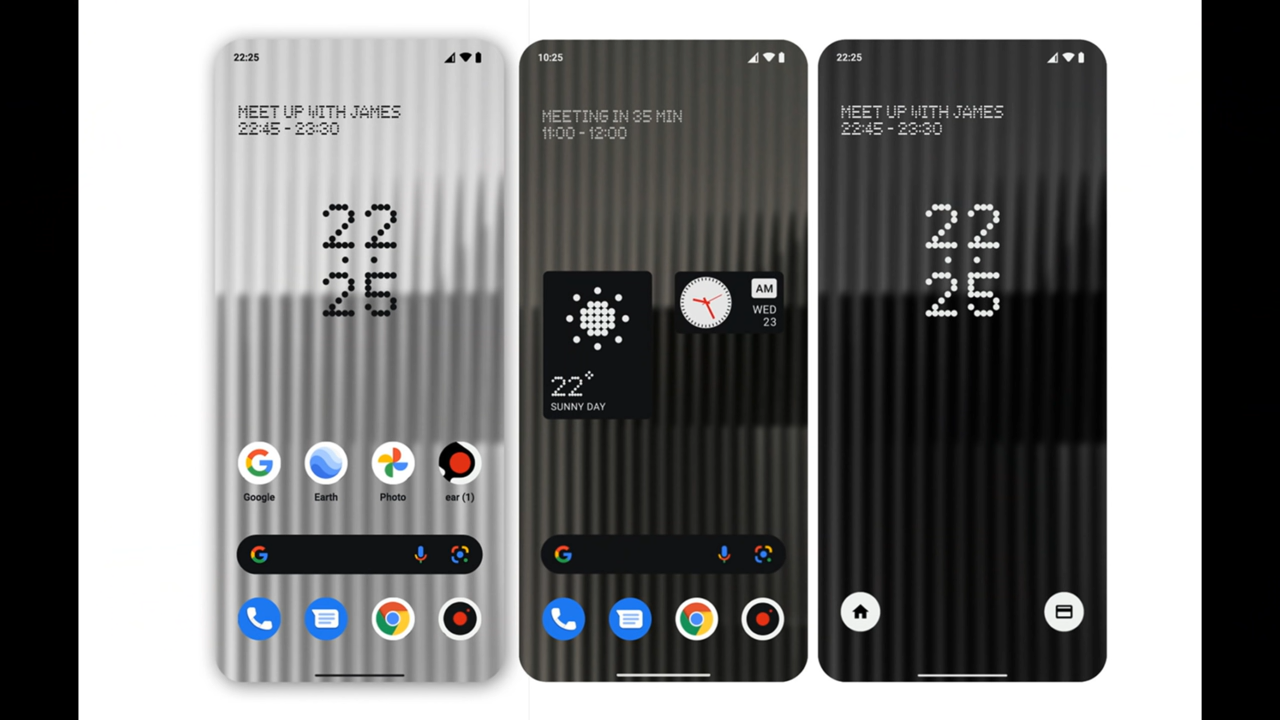 22:25
MEET UP WITH JAMES
22:45 - 23:30
22
:
25
Google
Earth
Photo
ear (1)
10:25
MEETING IN 35 MIN
11:00 - 12:00
22°
SUNNY DAY
AM
WED
23
22:25
MEET UP WITH JAMES
22:45 - 23:30
22
:
25